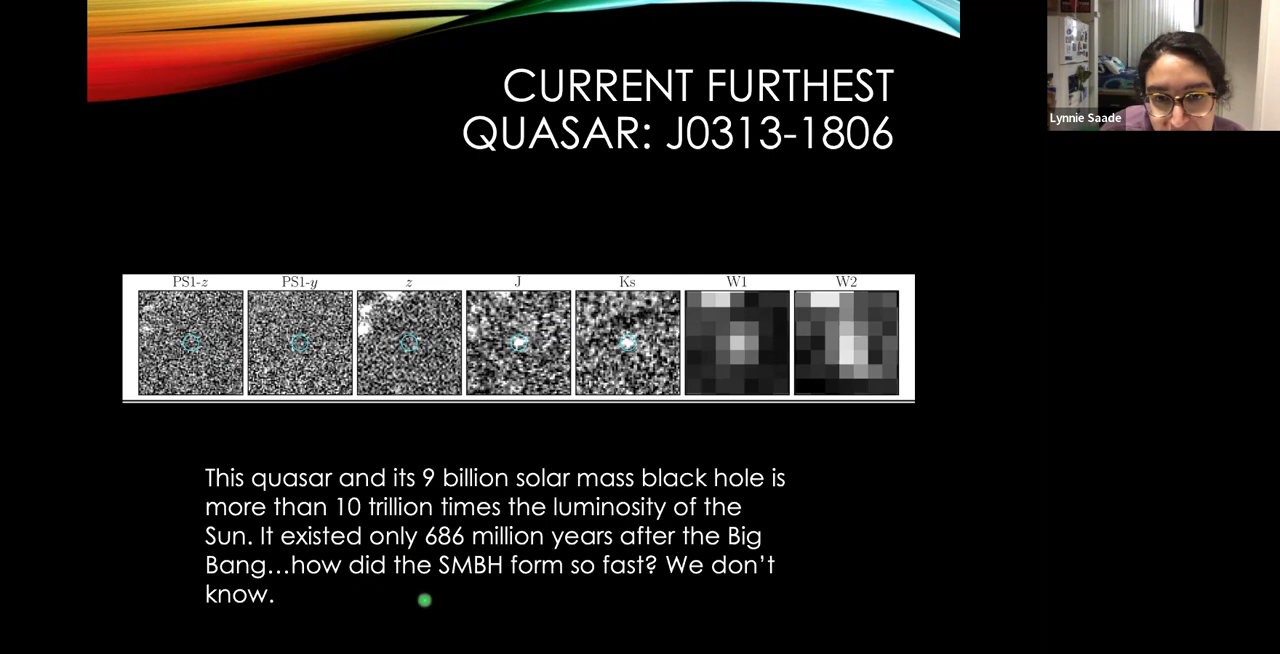 CURRENT FURTHEST
QUASAR: J0313-1806
Lynnie Saade
PS1-z PS1-y z J Ks W1 W2
This quasar and its 9 billion solar mass black hole is
more than 10 trillion times the luminosity of the
Sun. It existed only 686 million years after the Big
Bang…how did the SMBH form so fast? We don’t
know.